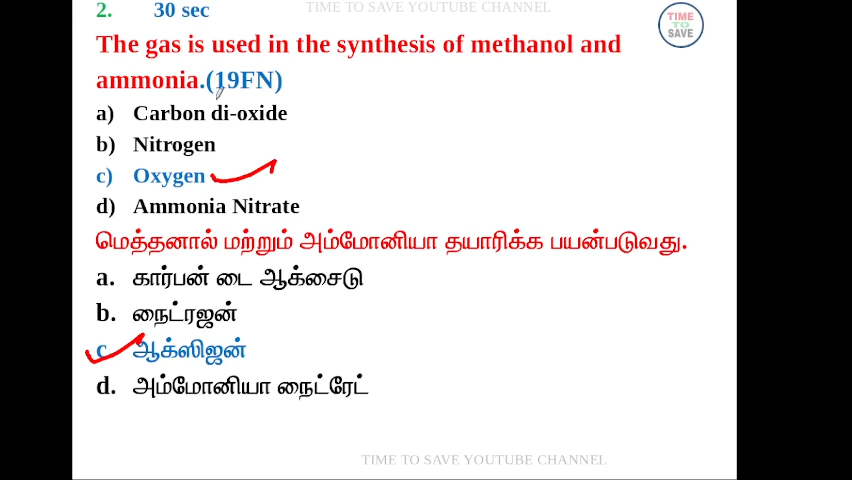 TIME TO SAVE YOUTUBE CHANNEL
2. 30 sec
TIME
TO
SAVE
The gas is used in the synthesis of methanol and
ammonia.(19FN)
a) Carbon di-oxide
b) Nitrogen
c) Oxygen
d) Ammonia Nitrate
மெத்தனால் மற்றும் அம்மோனியா தயாரிக்க பயன்படுவது.
a. கார்பன் டை ஆக்சைடு
b. நைட்ரஜன்
c ஆக்ஸிஜன்
d. அம்மோனியா நைட்ரேட்
TIME TO SAVE YOUTUBE CHANNEL